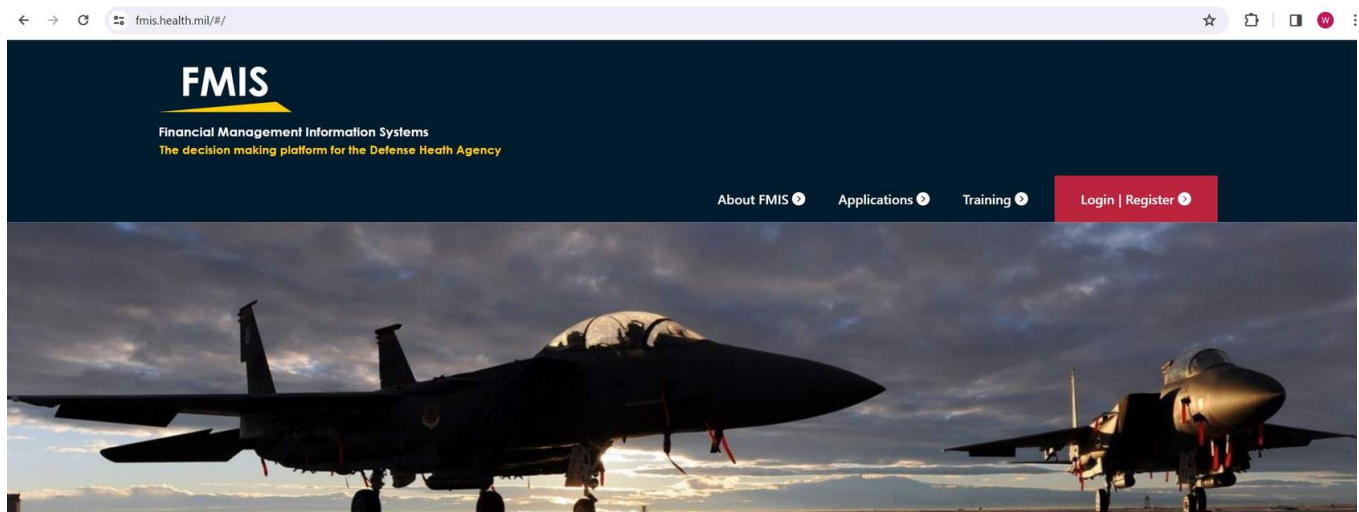 fmis.health.mil/#/
W
FMIS
Financial Management Information Systems
The decision making platform for the Defense Heath Agency
About FMIS Applications Training Login | Register